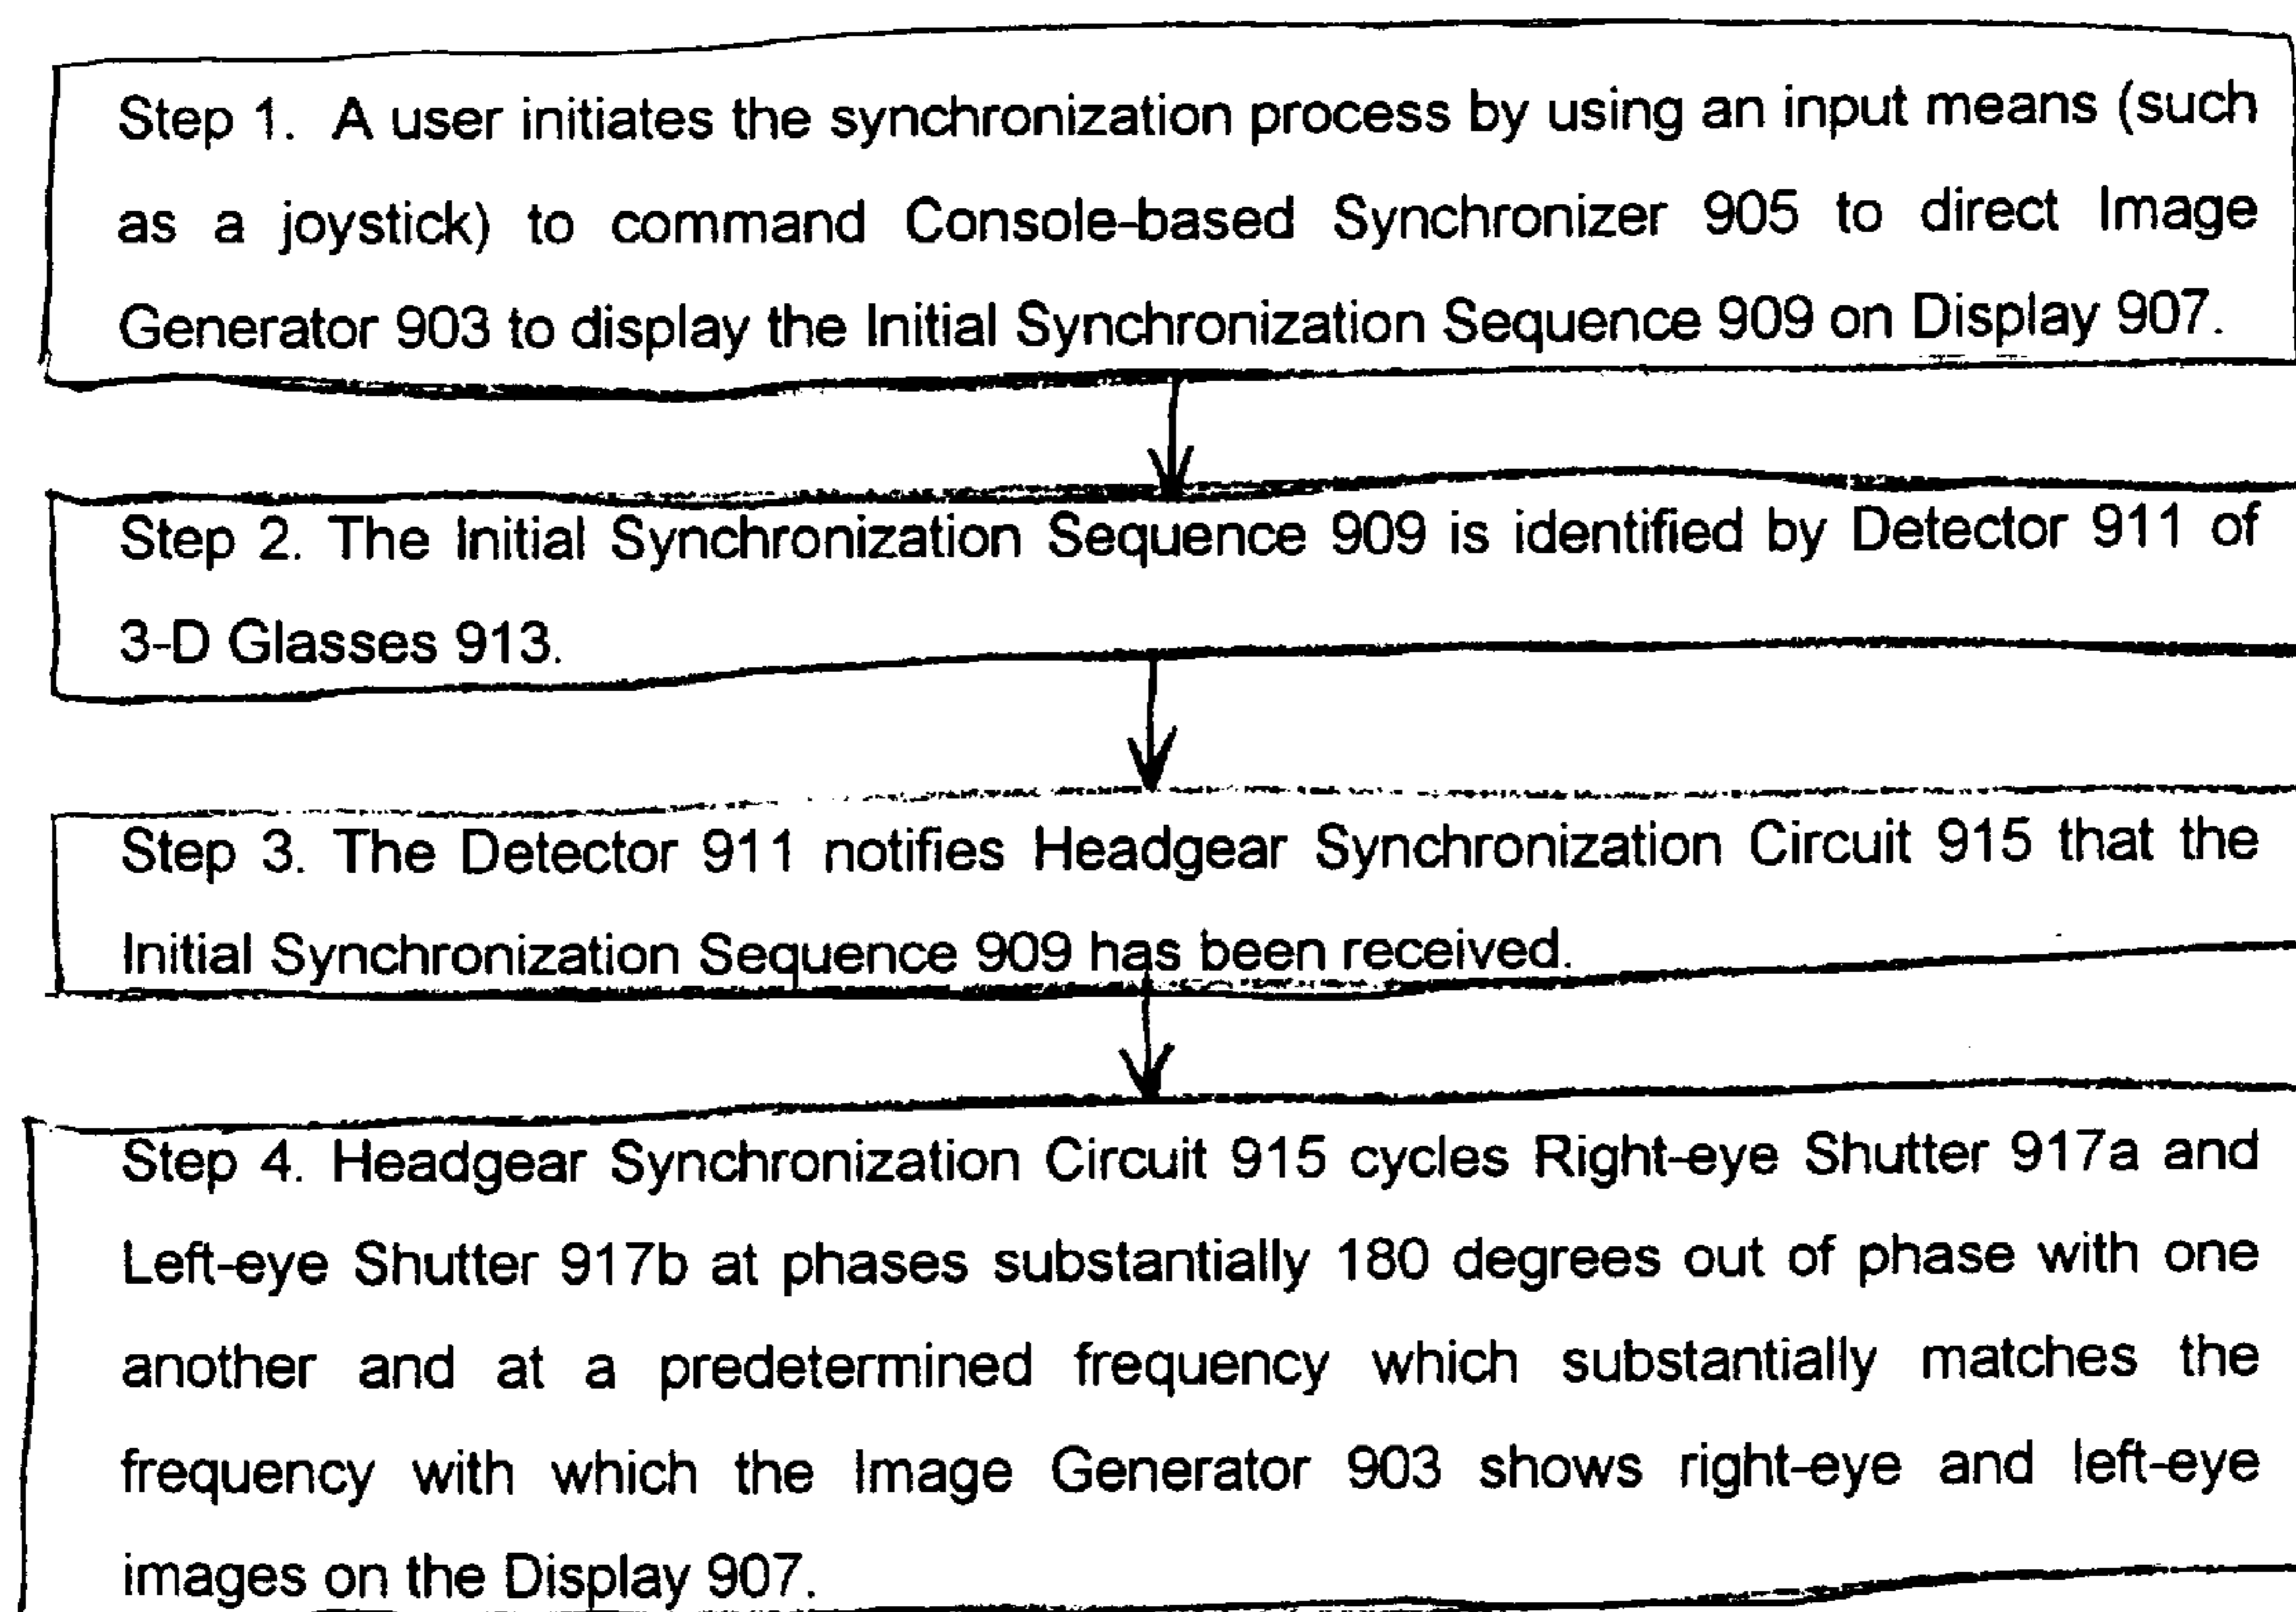 Step 1. A user initiates the synchronization process by using an input means (such
as a joystick) to command Console-based Synchronizer 905 to direct Image
Generator 903 to display the Initial Synchronization Sequence 909 on Display 907.
Step 2. The Initial Synchronization Sequence 909 is identified by Detector 911 of
3-D Glasses 913.
Step 3. The Detector 911 notifies Headgear Synchronization Circuit 915 that the
Initial Synchronization Sequence 909 has been received.
Step 4. Headgear Synchronization Circuit 915 cycles Right-eye Shutter 917a and
Left-eye Shutter 917b at phases substantially 180 degrees out of phase with one
another and at a predetermined frequency which substantially matches the
frequency with which the Image Generator 903 shows right-eye and left-eye
images on the Display 907.